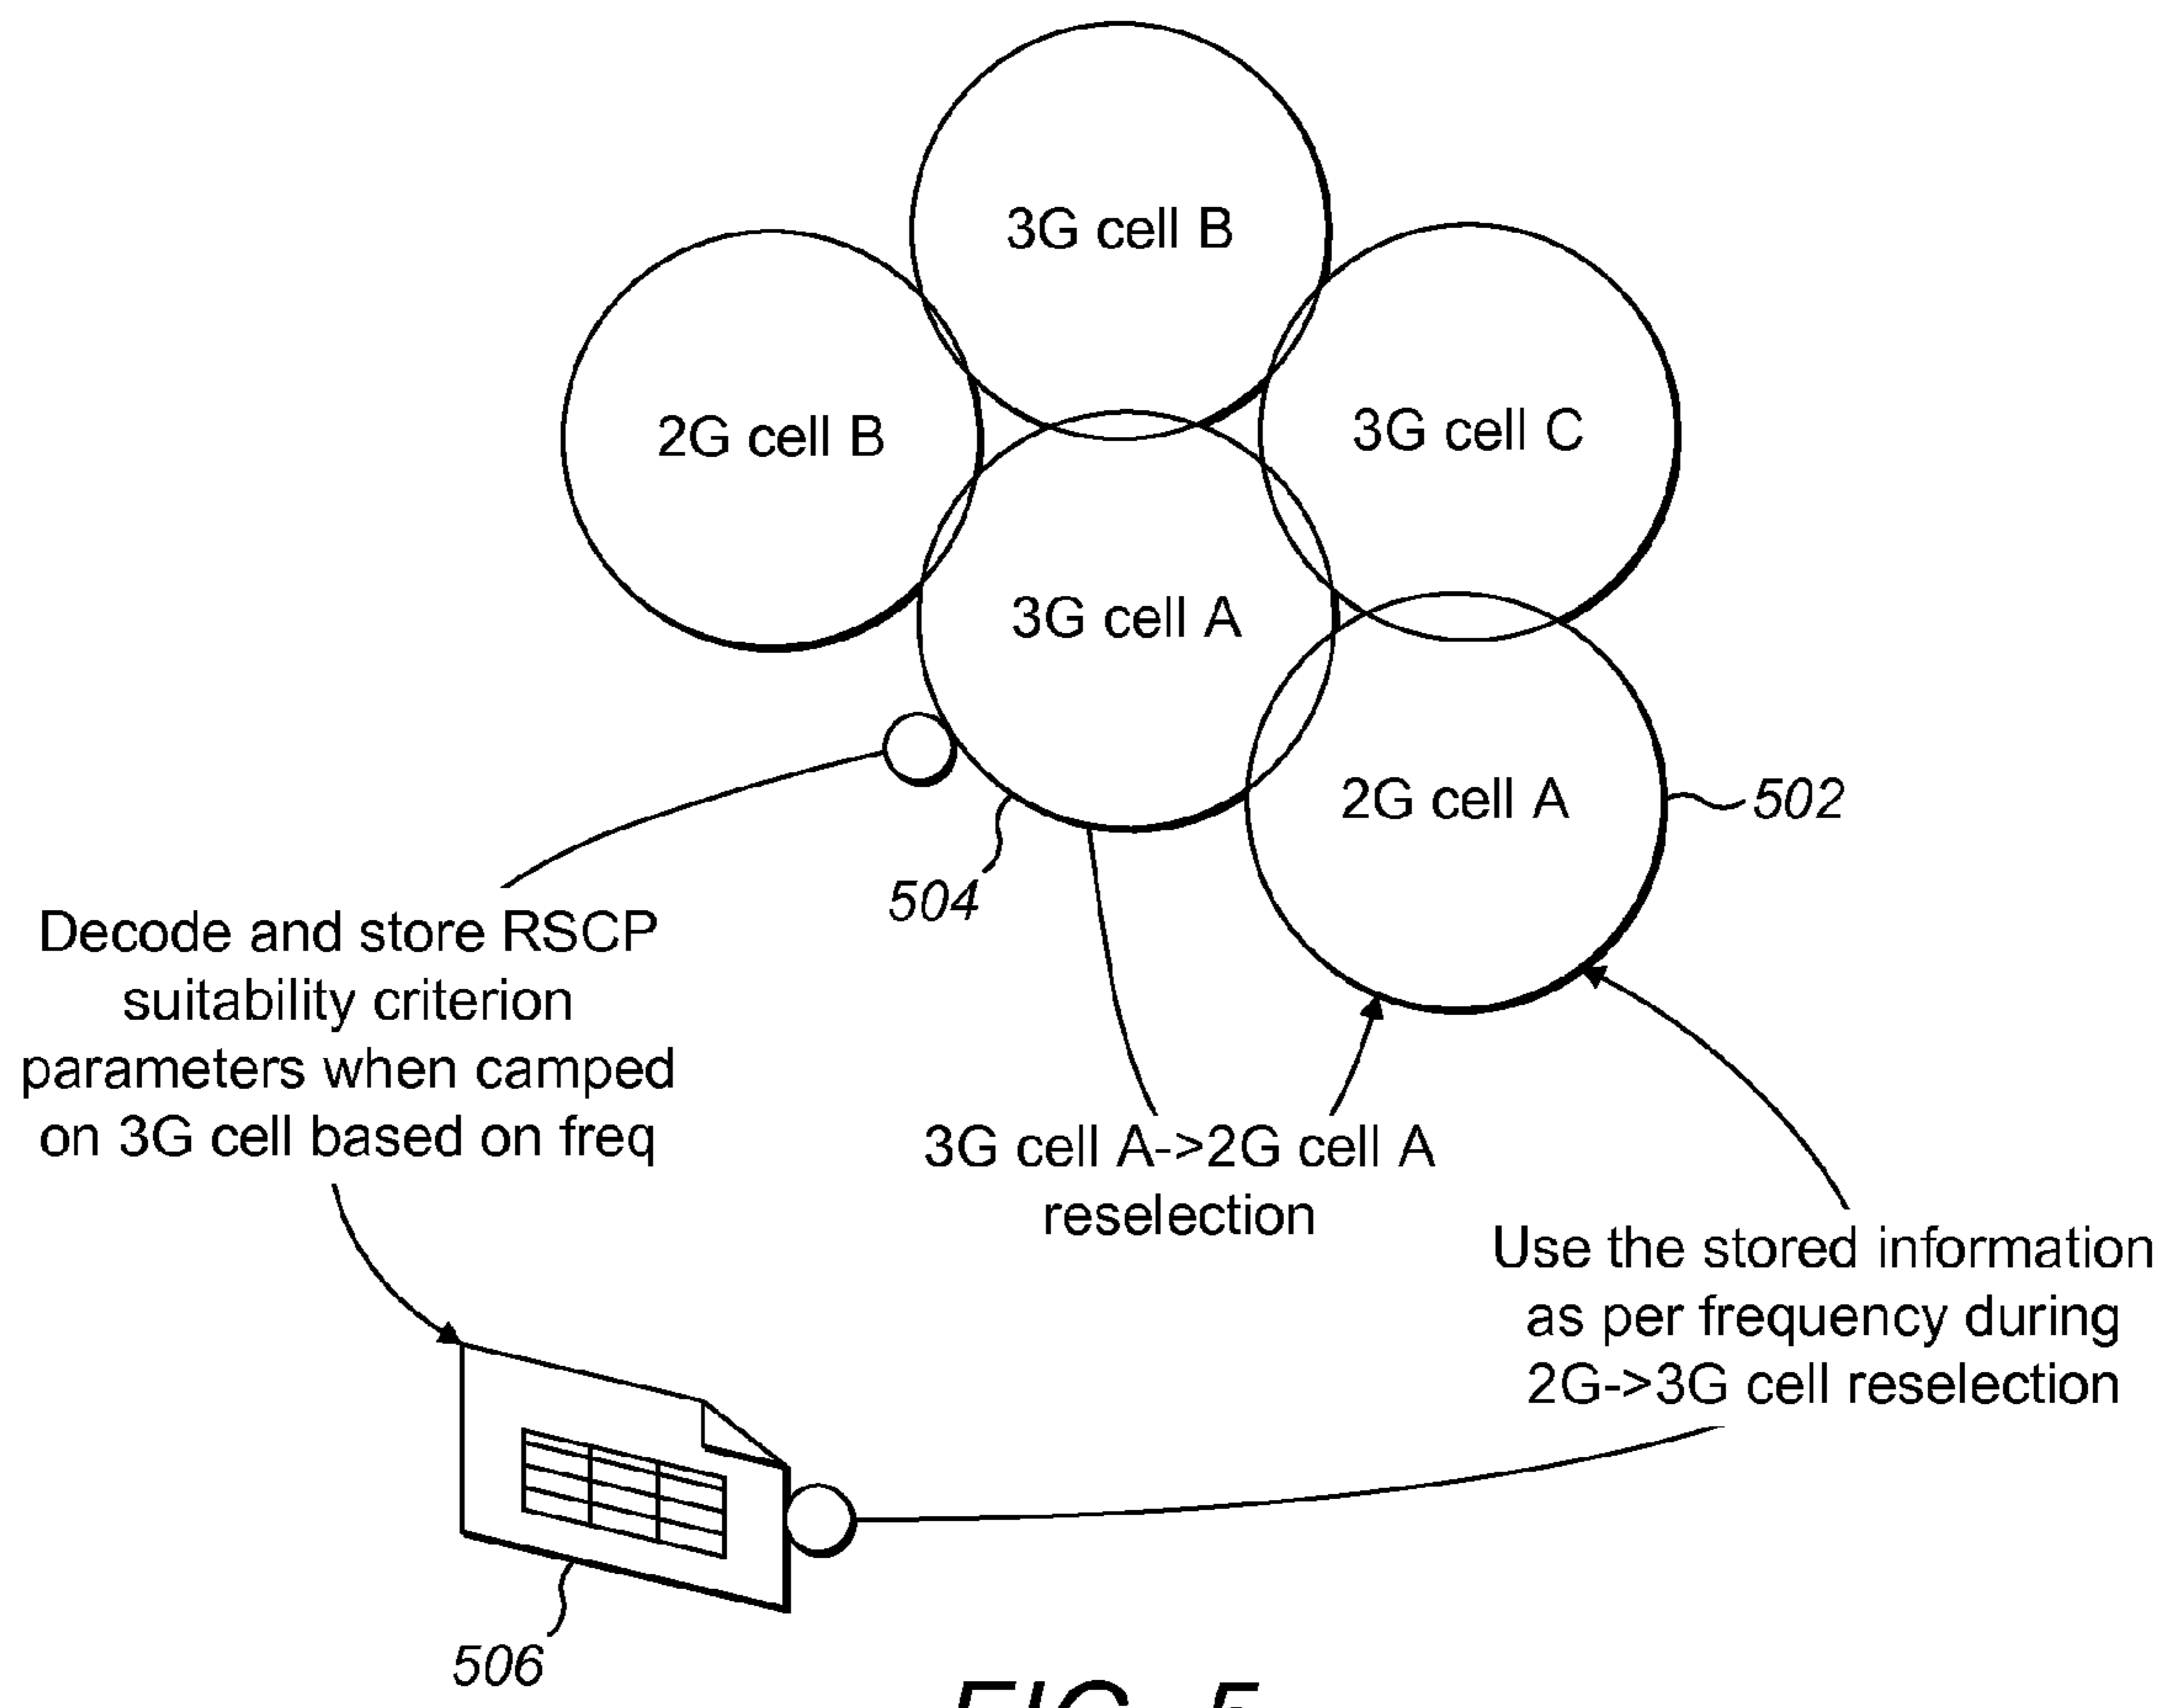 3G cell B
2G cell B
3G cell C
3G cell A
2G cell A
502
504
Decode and store RSCP
suitability criterion
parameters when camped
on 3G cell based on freq
3G cell A->2G cell A
reselection
Use the stored information
as per frequency during
2G->3G cell reselection
506
FIG. 5